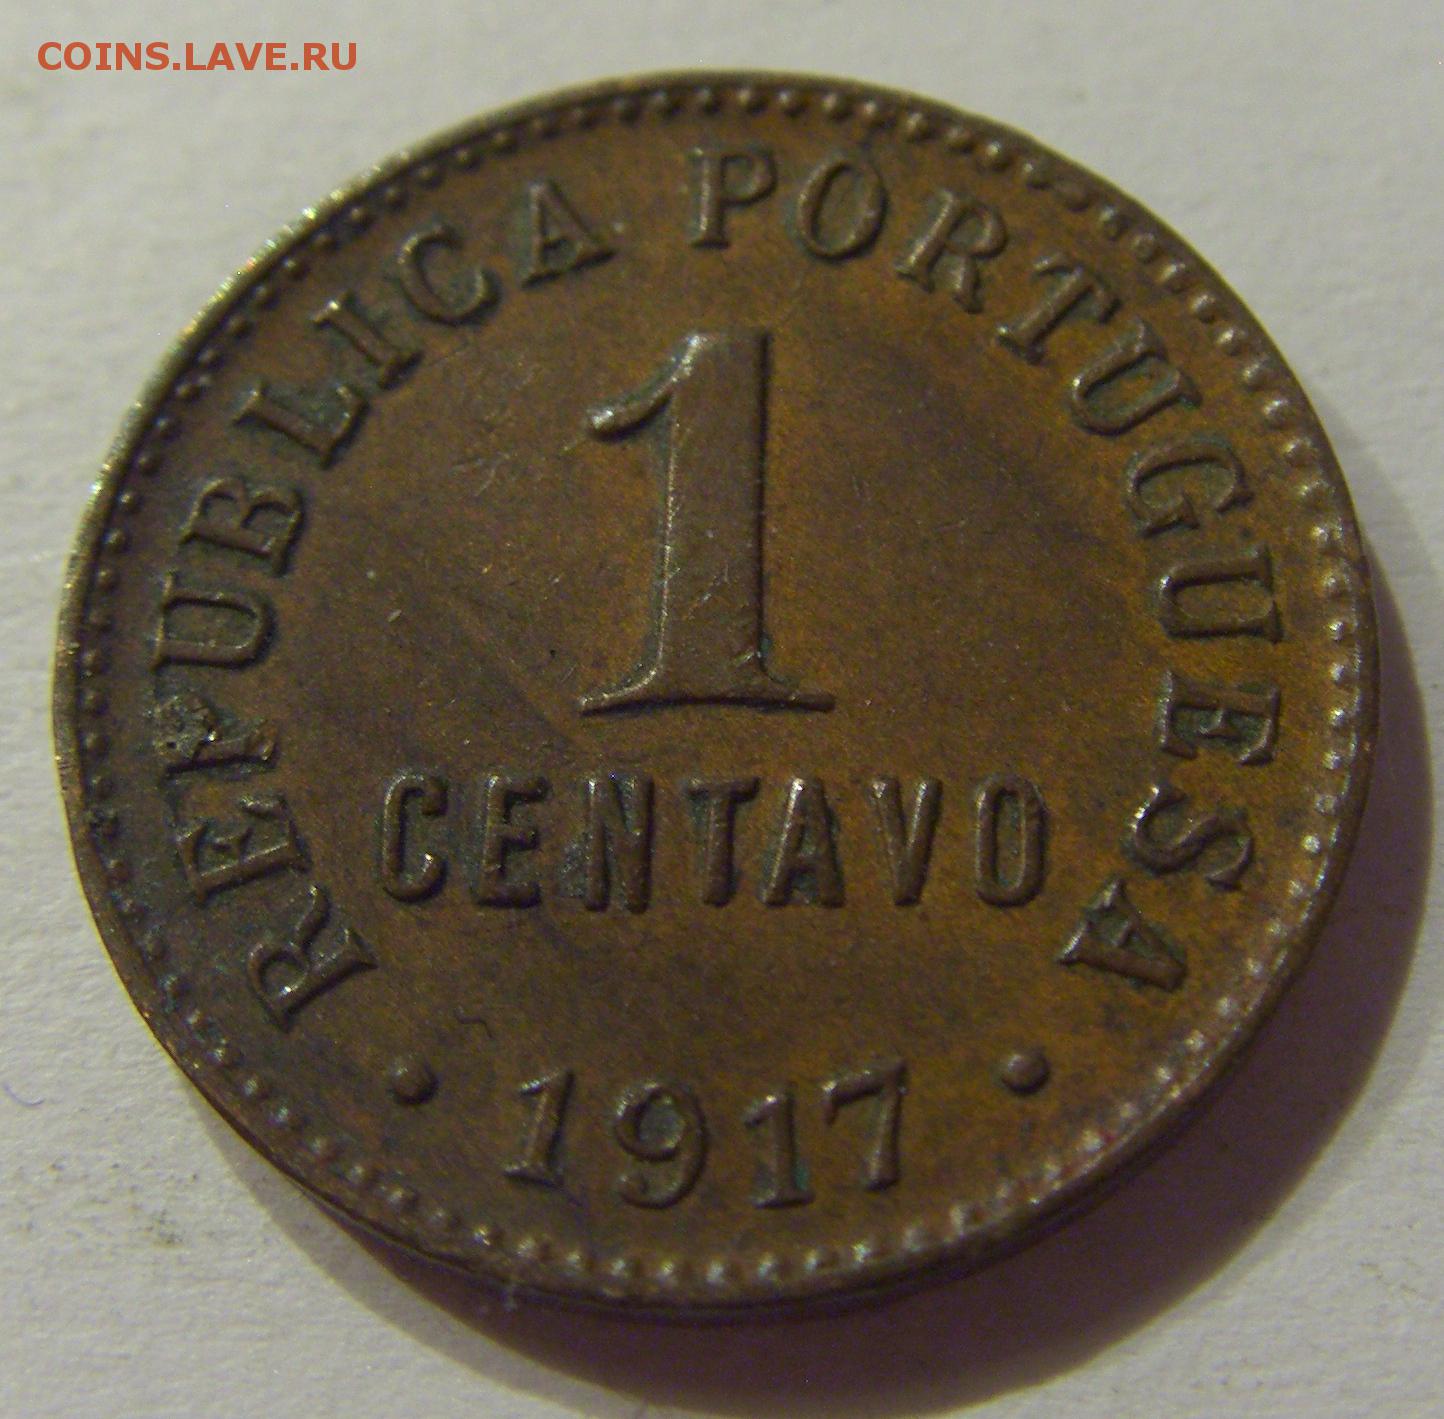 COINS.LAVE.RU
REPUBLICA PORTUGUESA
1
CENTAVO
• 1917 •